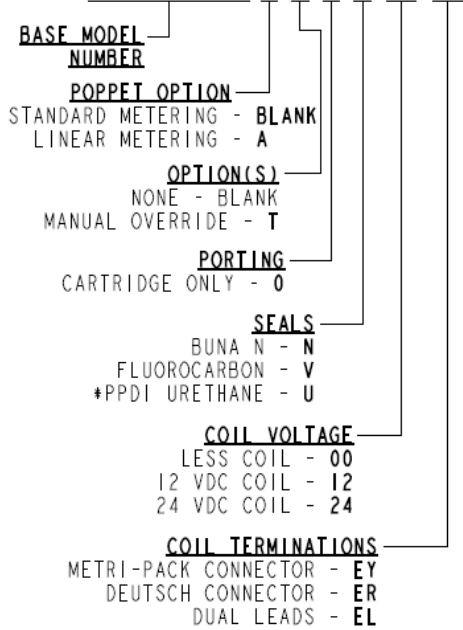 BASE MODEL
NUMBER
POPPET OPTION
STANDARD METERING - BLANK
LINEAR METERING - A
OPTION(S)
NONE - BLANK
MANUAL OVERRIDE - T
PORTING
CARTRIDGE ONLY - 0
SEALS
BUNA N - N
FLUOROCARBON - V
*PPDI URETHANE - U
COIL VOLTAGE
LESS COIL - 00
12 VDC COIL - 12
24 VDC COIL - 24
COIL TERMINATIONS
METRI-PACK CONNECTOR - EY
DEUTSCH CONNECTOR - ER
DUAL LEADS - EL